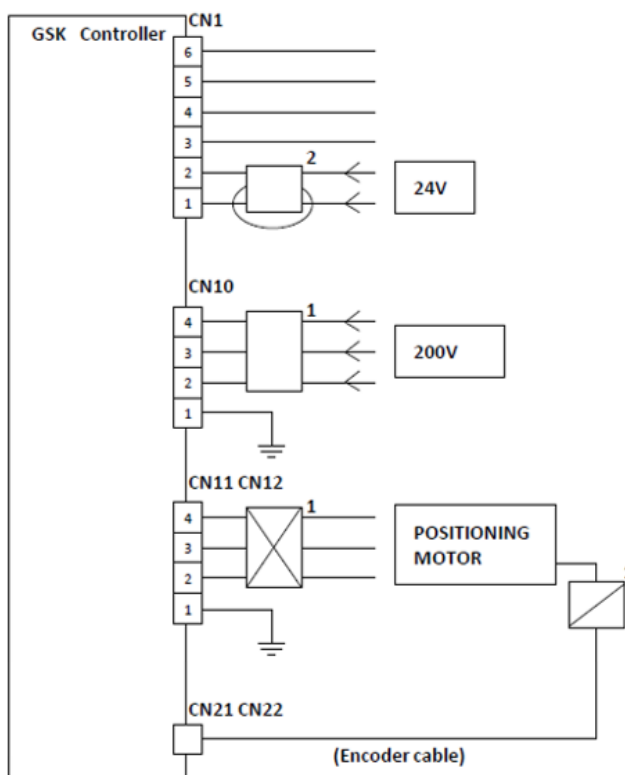 CN1
GSK Controller
6
5
4
3
2
2
24V
1
CN10
4
1
3
200V
2
1
CN11 CN12
4
1
3
POSITIONING
MOTOR
2
1
CN21 CN22
(Encoder cable)